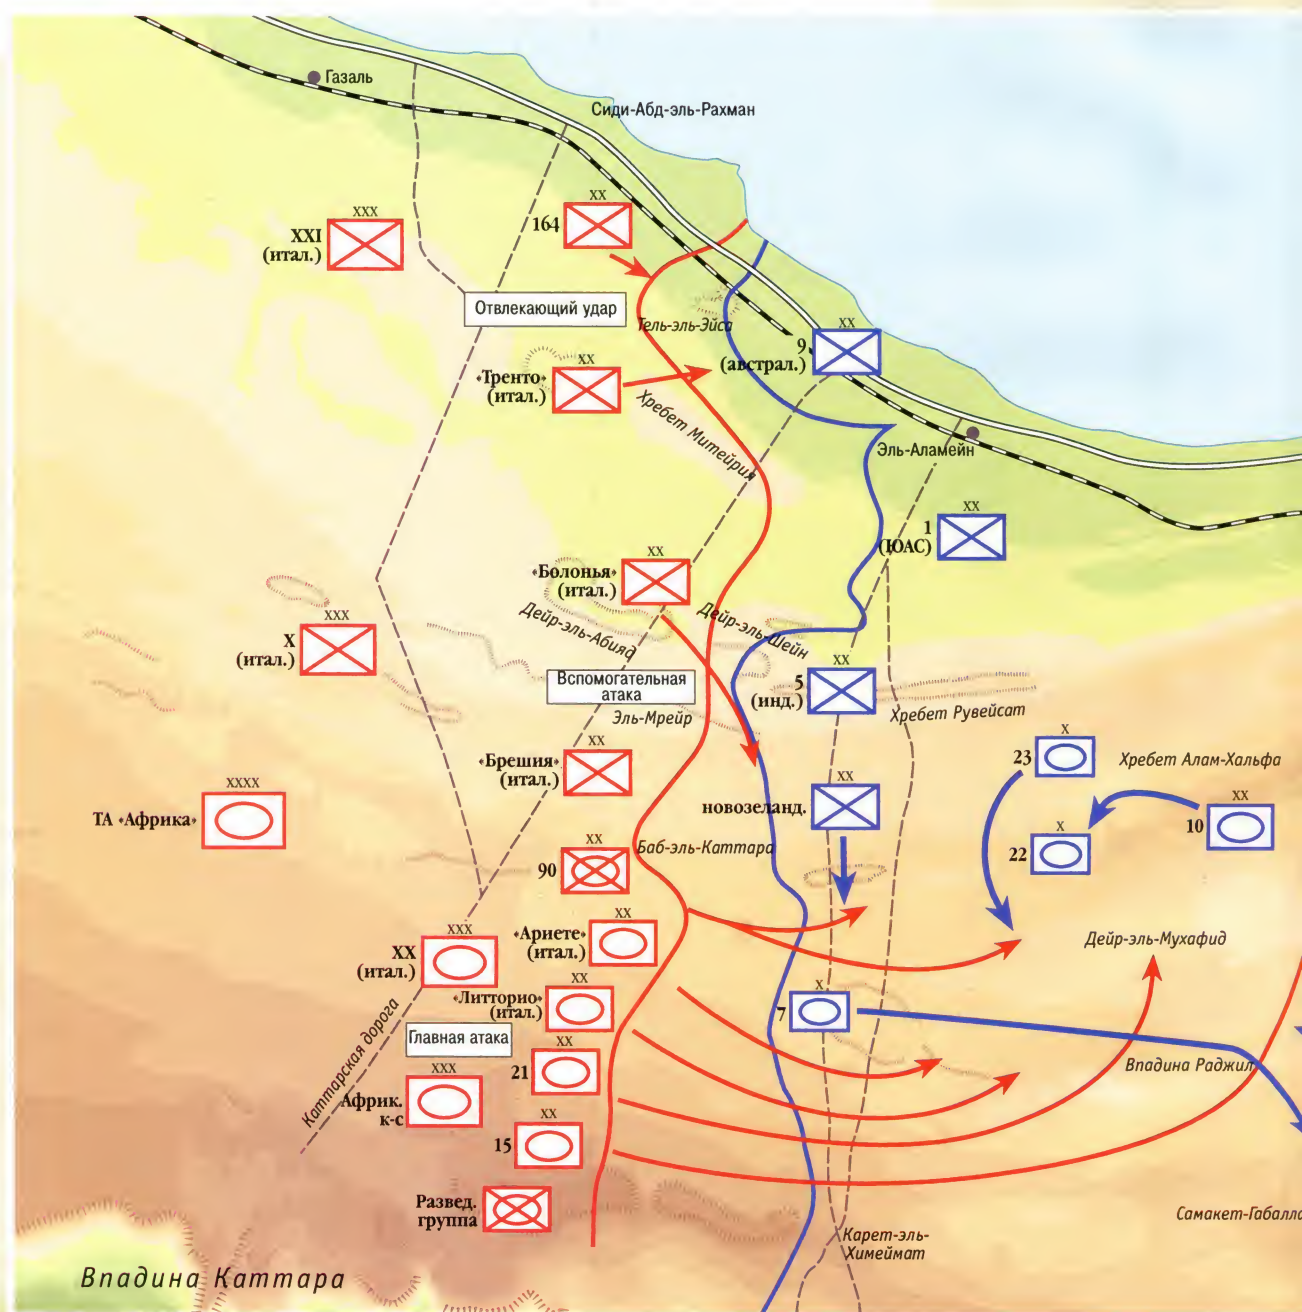 Газаль
Сиди-Абд-эль-Рахман
XX
164
XXX
XXI
(итал.)
Отвлекающий удар
Тель-эль-Эйса
XX
9
(австрал.)
XX
«Тренто»
(итал.)
Хребет Митейрия
Эль-Аламейн
XX
1
(ЮАС)
XX
«Болонья»
(итал.)
Дейр-эль-Абияд
Дейр-эль-Шейн
XXX
X
(итал.)
Вспомогательная
атака
XX
5
(инд.)
Эль-Мрейр
Хребет Рувейсат
XX
«Брешия»
(итал.)
X
23
Хребет Алам-Хальфа
XXXX
ТА «Африка»
XX
новозеланд.
XX
10
X
22
XX
90
Баб-эль-Каттара
XX
«Ариете»
(итал.)
XXX
XX
(итал.)
Дейр-эль-Мухафид
XX
«Литторио»
(итал.)
X
7
Каттарская дорога
Главная атака
XX
21
Впадина Раджил
XXX
Африк.
к-с
XX
15
Развед.
группа
Самакет-Габалла
Карет-эль-
Химеймат
Впадина Каттара